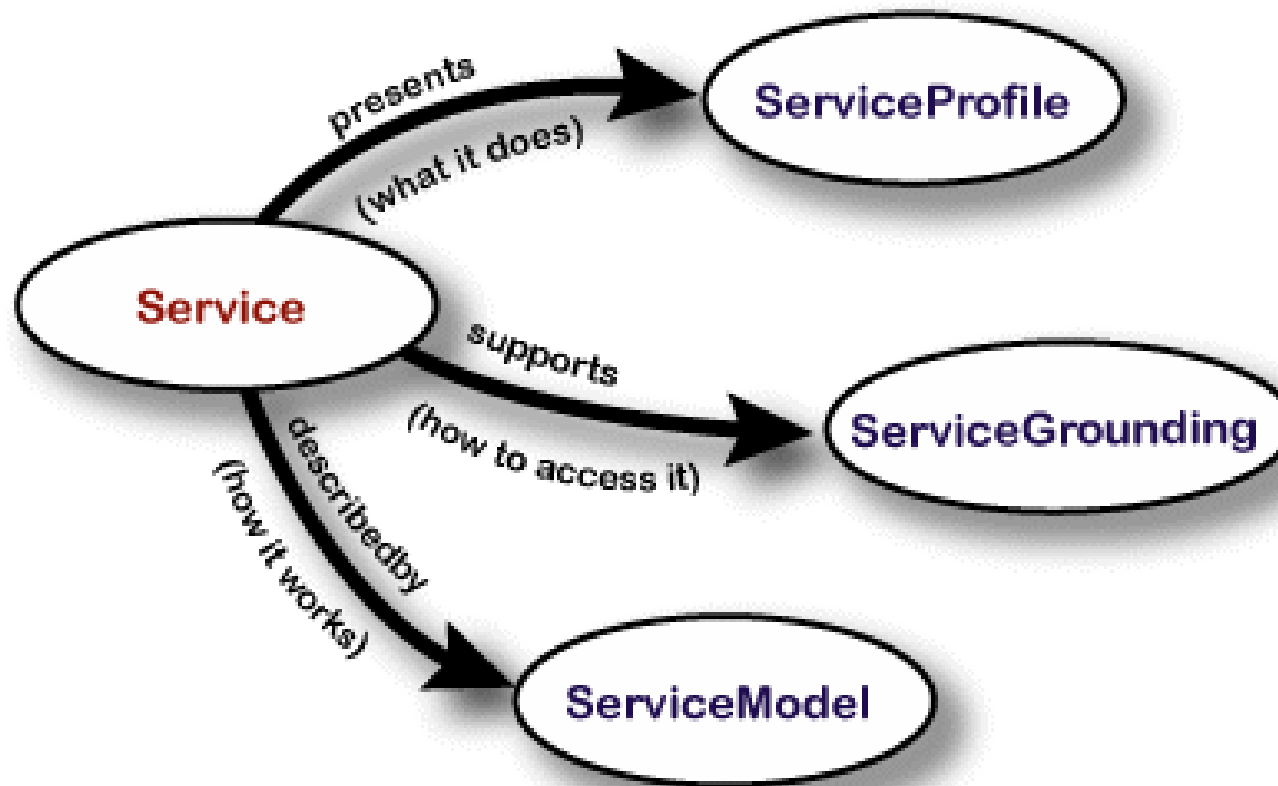 presents
(what it does)
ServiceProfile
Service
supports
(how to access it)
ServiceGrounding
describedby
(how it works)
ServiceModel